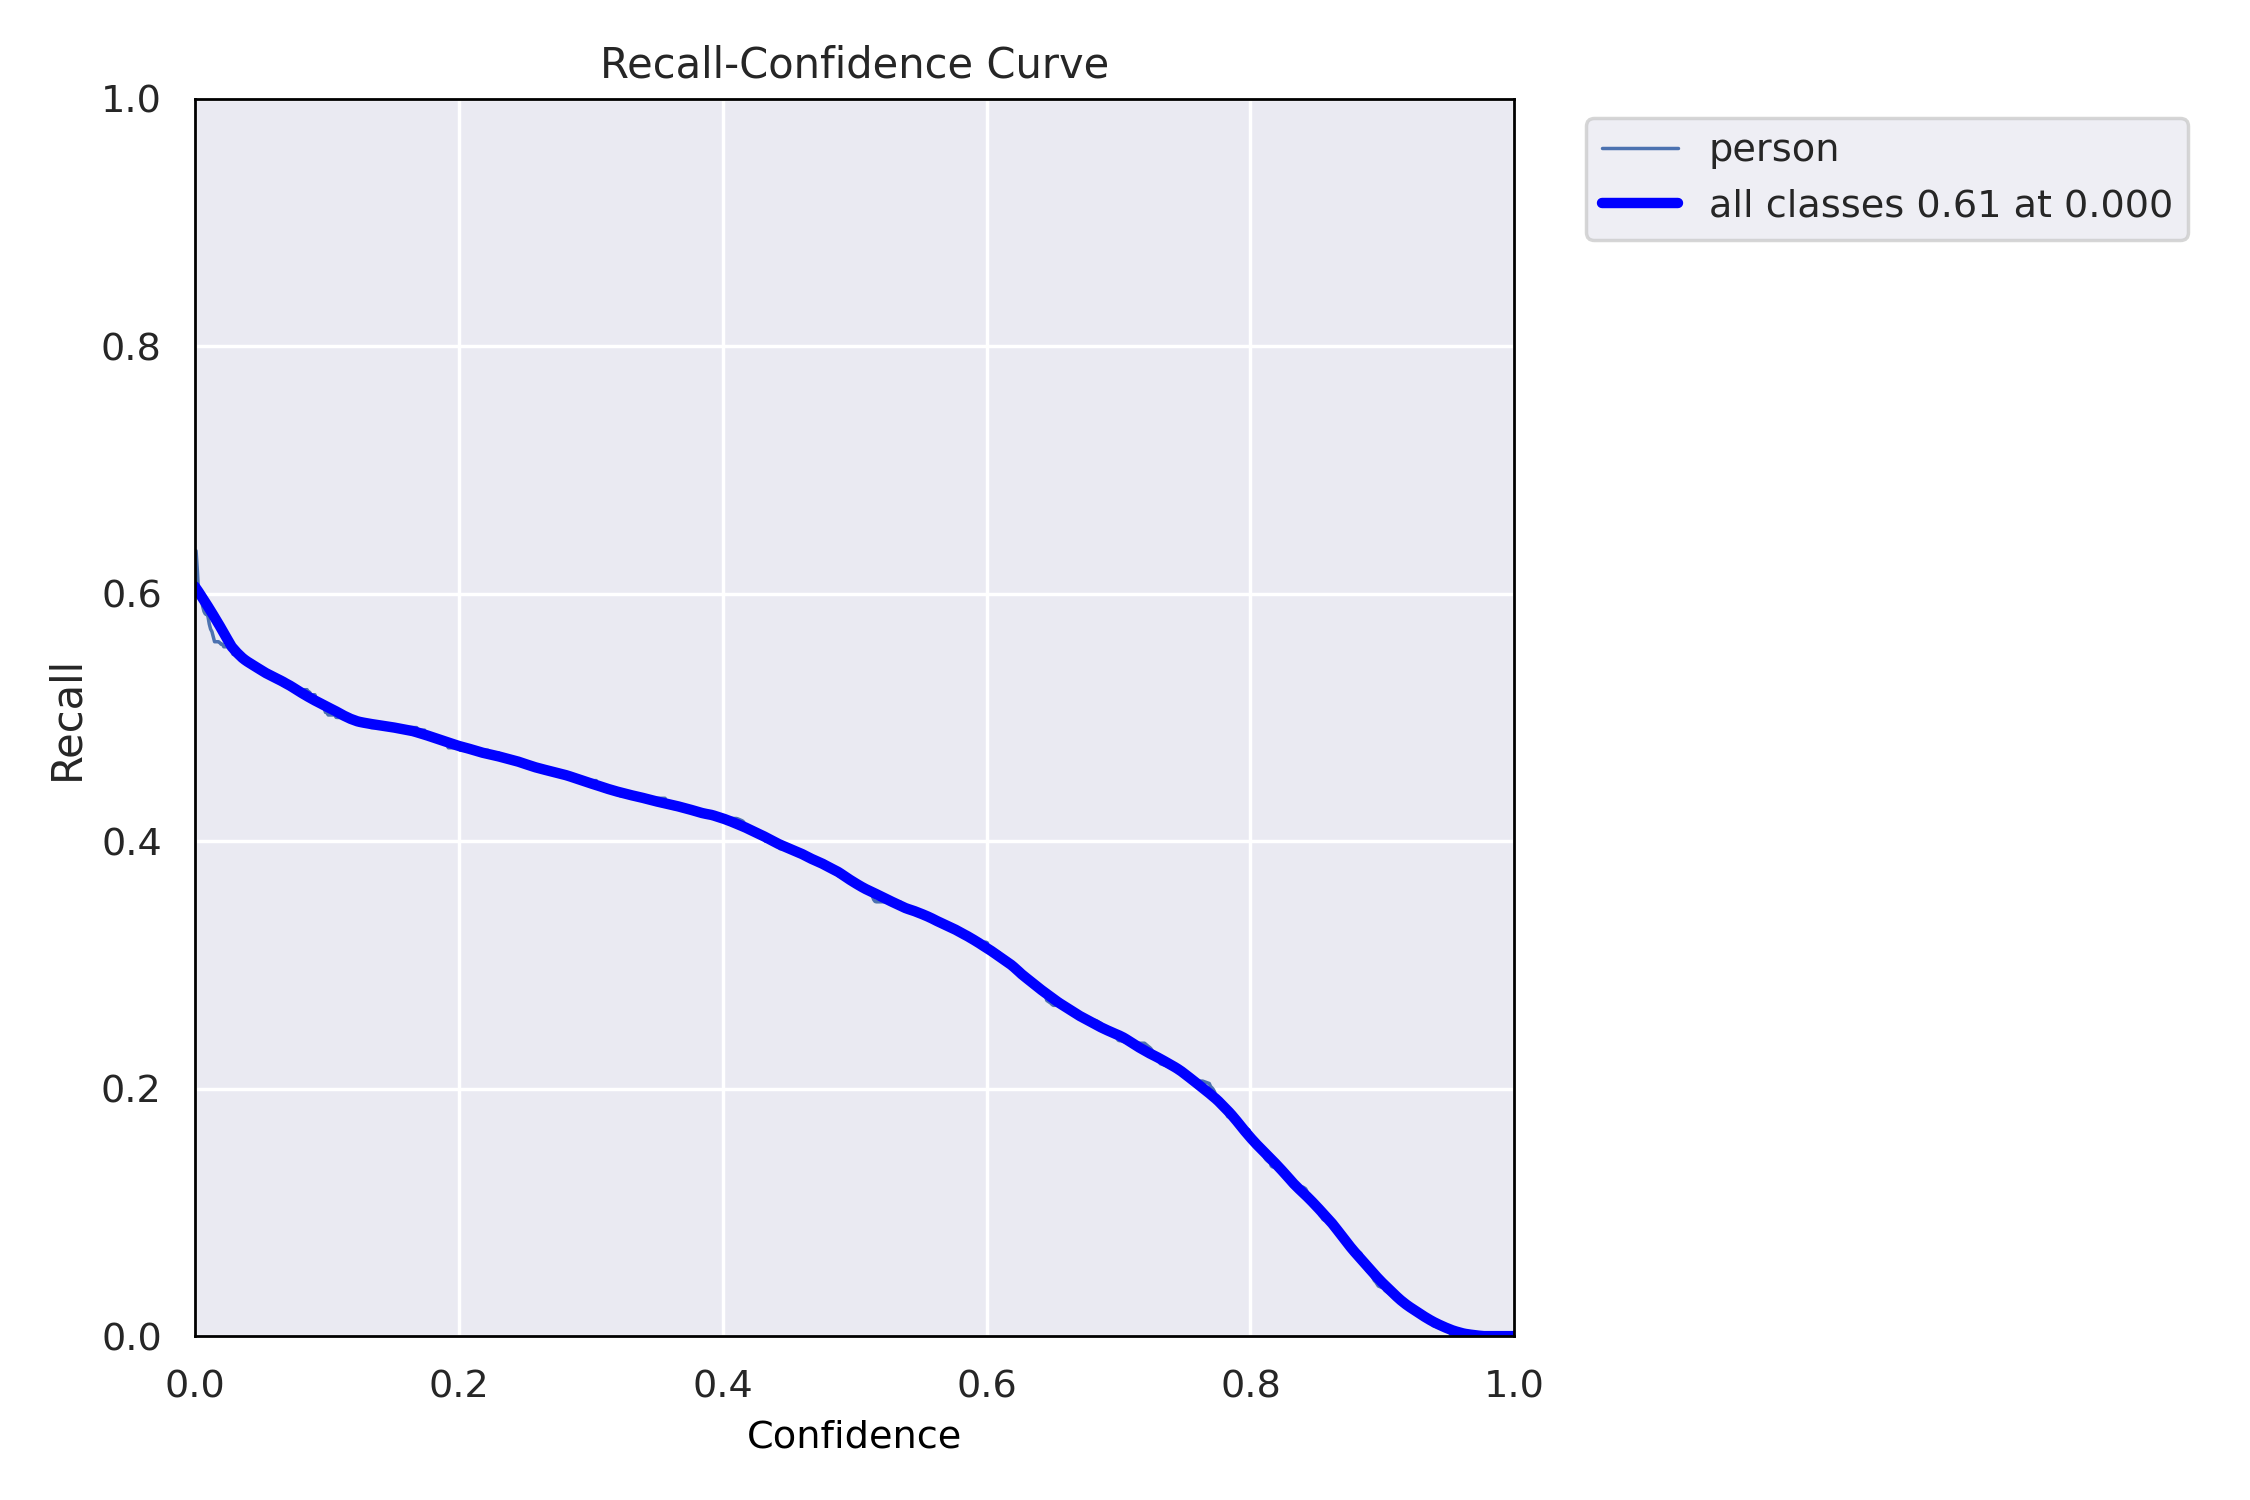 Recall-Confidence Curve
1.0
0.8
0.6
0.4
0.2
0.0
Recall
0.0 0.2 0.4 0.6 0.8 1.0
Confidence
person
all classes 0.61 at 0.000